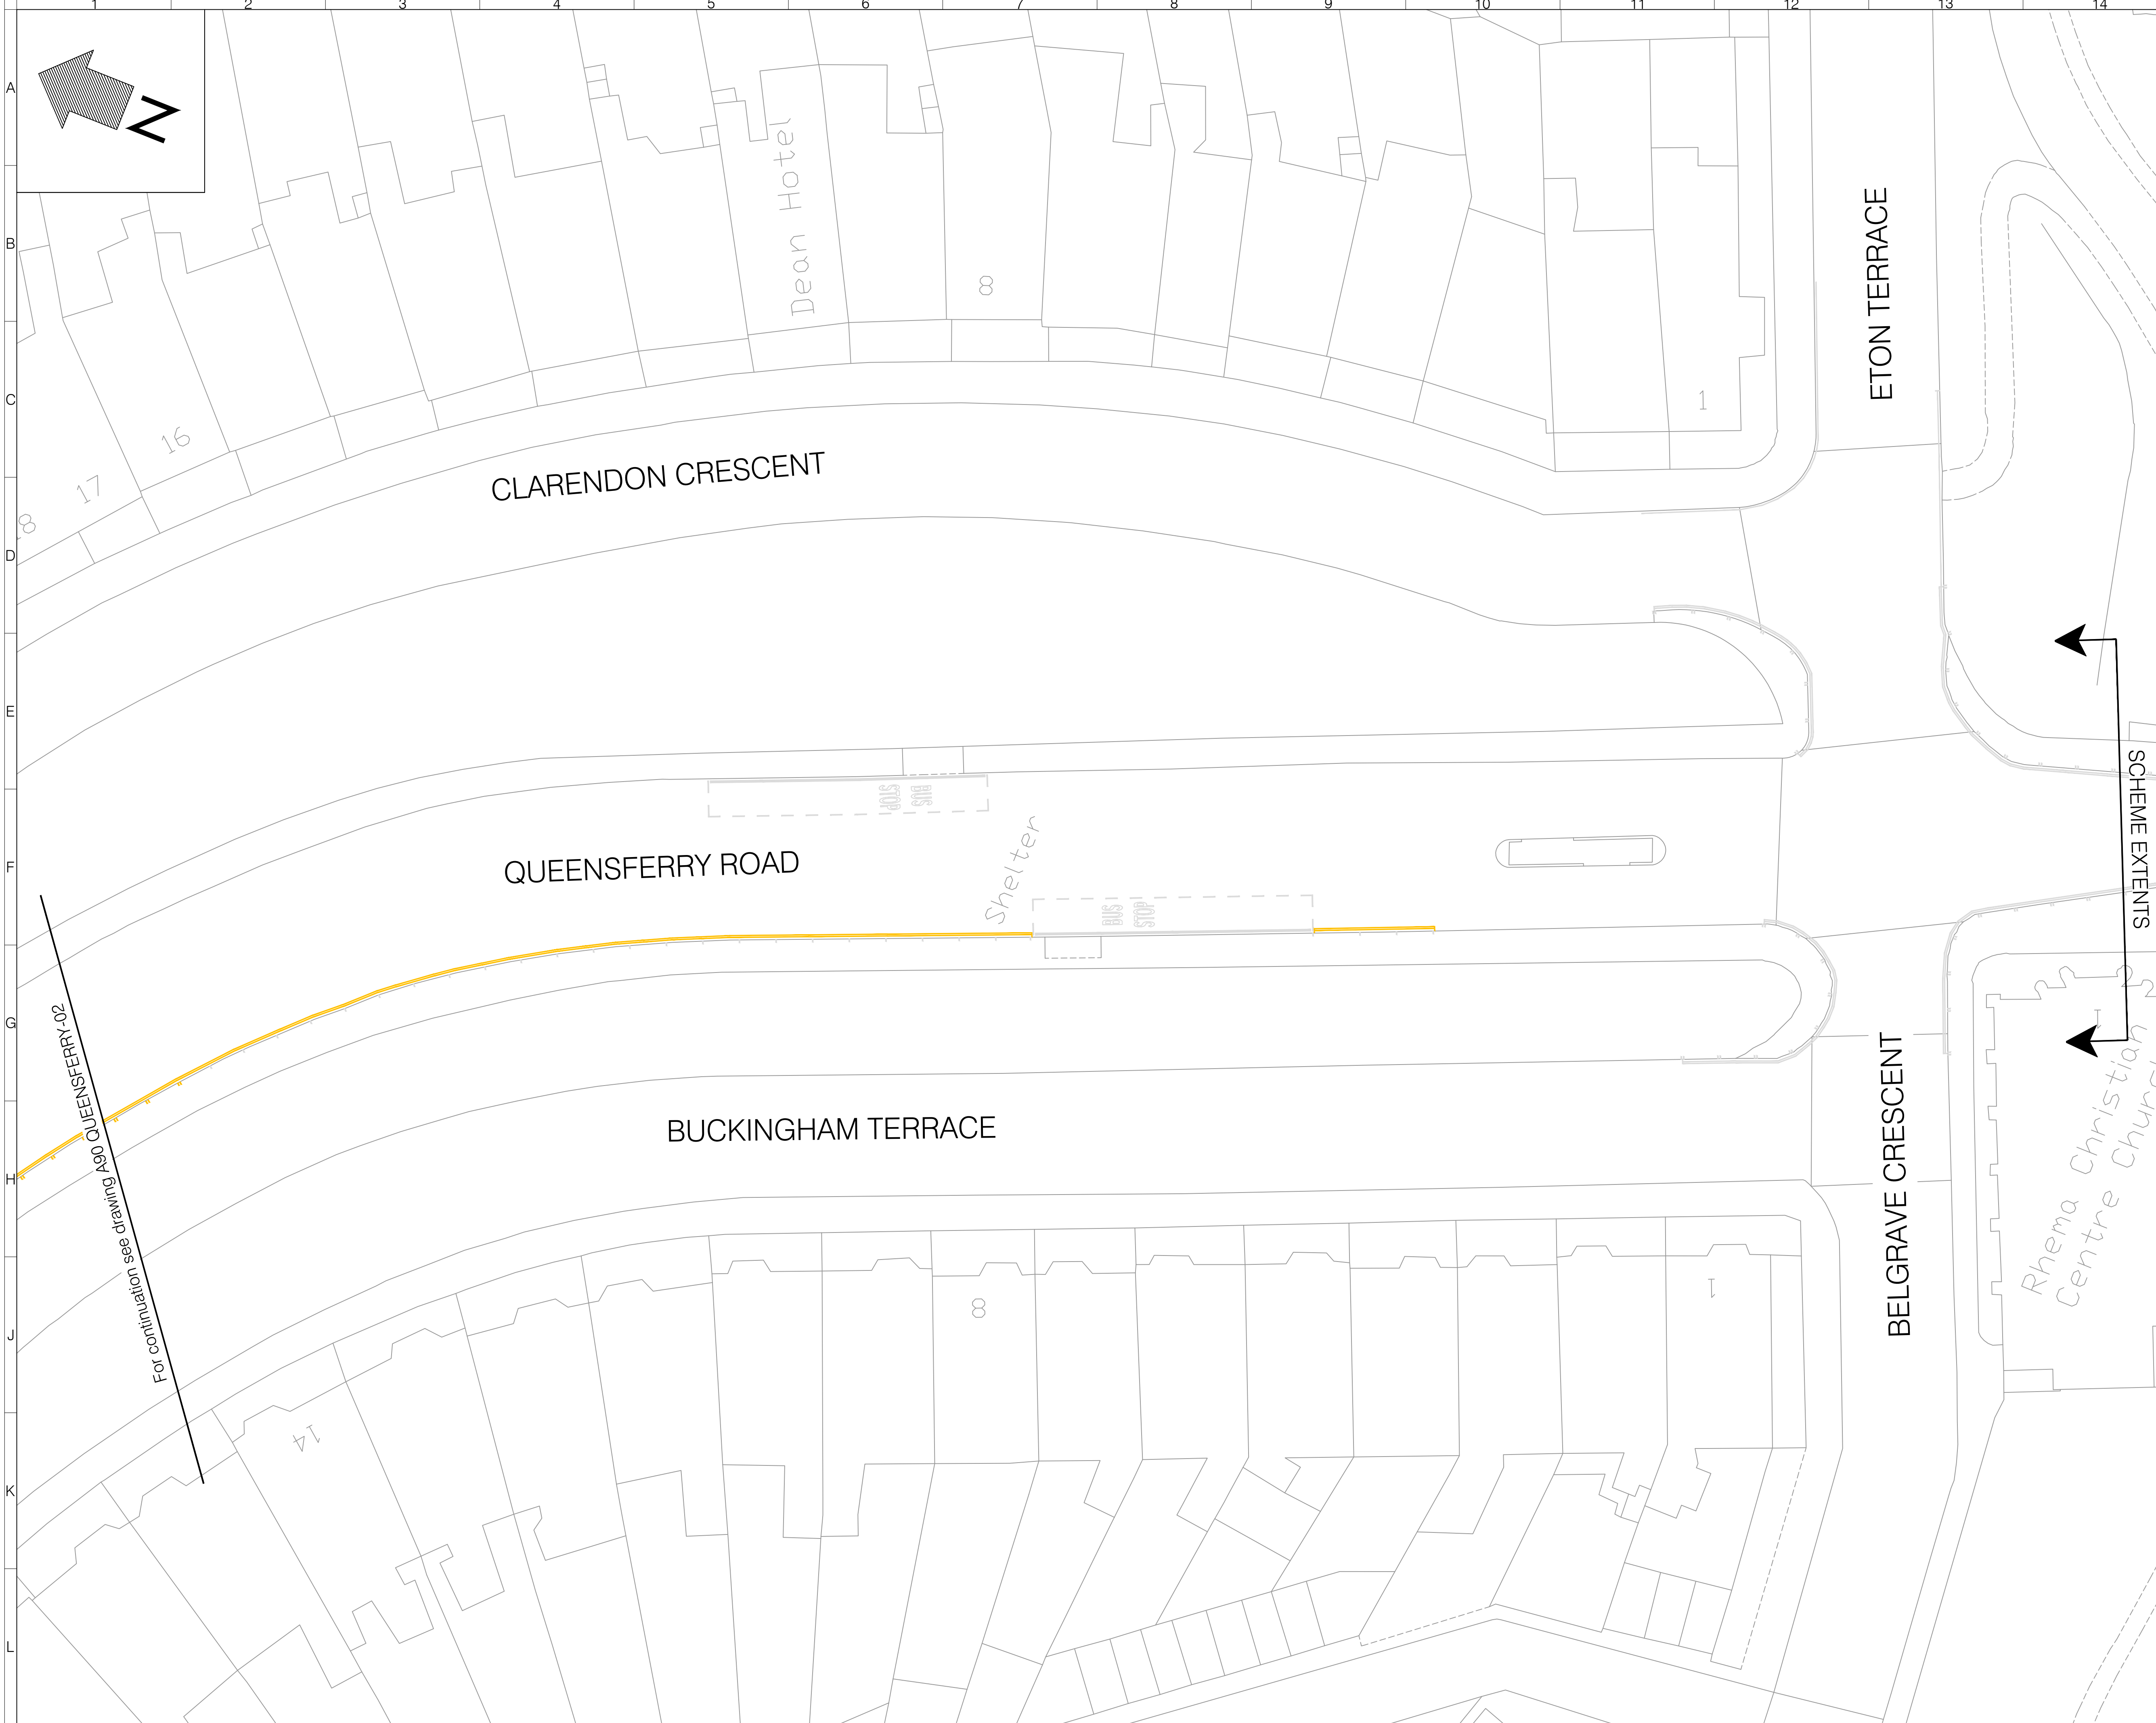 1 2 3 4 5 6 7 8 9 10 11 12 13 14
A
B
C
D
E
F
G
H
J
K
L
N
Dean Hotel
8
1
16
17
ETON TERRACE
CLARENDON CRESCENT
BUS
STOP
QUEENSFERRY ROAD
Shelter
BUS
STOP
SCHEME EXTENTS
For continuation see drawing A90 QUEENSFERRY-02
BUCKINGHAM TERRACE
BELGRAVE CRESCENT
1
Rhema Christian
Centre
8
1
14